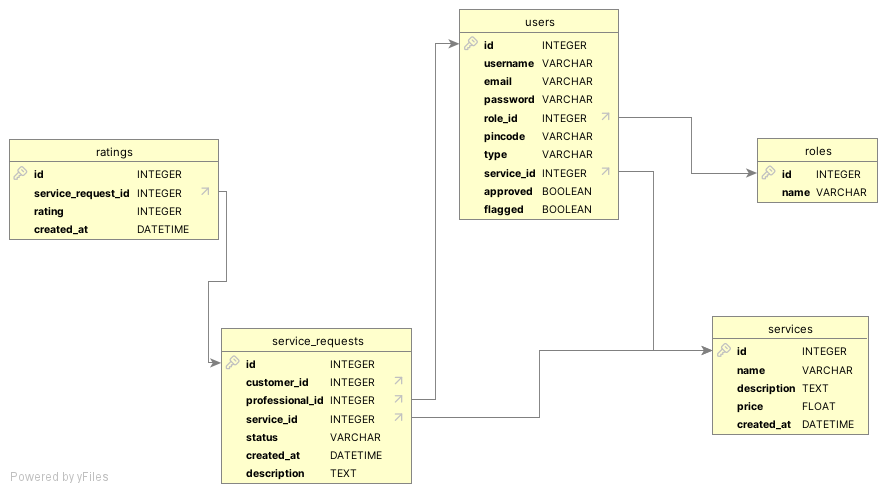 users
id INTEGER
username VARCHAR
email VARCHAR
password VARCHAR
role_id INTEGER
pincode VARCHAR
type VARCHAR
service_id INTEGER
approved BOOLEAN
flagged BOOLEAN
ratings
id INTEGER
service_request_id INTEGER
rating INTEGER
created_at DATETIME
roles
id INTEGER
name VARCHAR
service_requests
id INTEGER
customer_id INTEGER
professional_id INTEGER
service_id INTEGER
status VARCHAR
created_at DATETIME
description TEXT
services
id INTEGER
name VARCHAR
description TEXT
price FLOAT
created_at DATETIME
Powered by yFiles